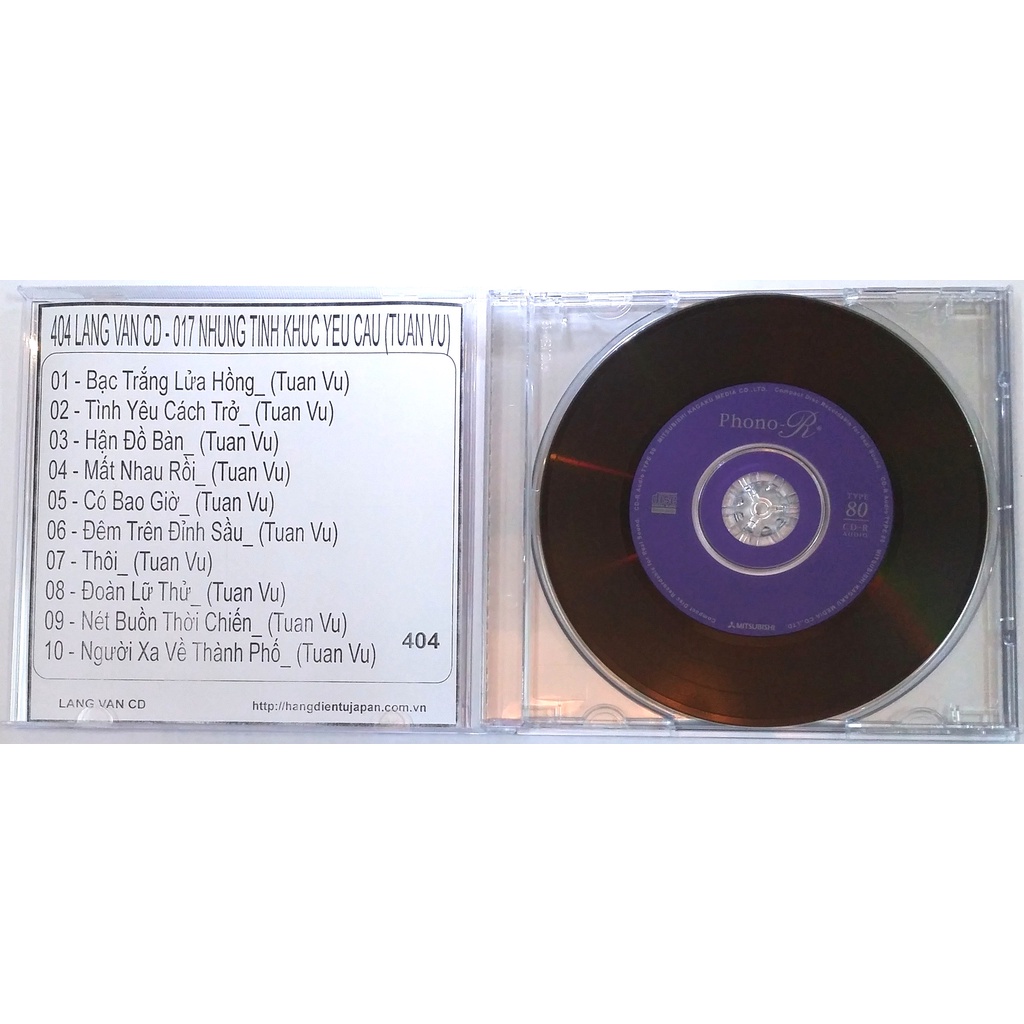 404 LANG VAN CD - 017 NHUNG TINH KHUC YEU CAU (TUAN VU)
01 - Bạc Trắng Lửa Hồng_ (Tuan Vu)
02 - Tình Yêu Cách Trở_ (Tuan Vu)
03 - Hận Đồ Bàn_ (Tuan Vu)
04 - Mất Nhau Rồi_ (Tuan Vu)
05 - Có Bao Giờ_ (Tuan Vu)
06 - Đêm Trên Đỉnh Sầu_ (Tuan Vu)
07 - Thôi_ (Tuan Vu)
08 - Đoàn Lữ Thử_ (Tuan Vu)
09 - Nét Buồn Thời Chiến_ (Tuan Vu)
10 - Người Xa Về Thành Phố_ (Tuan Vu)
404
LANG VAN CD
http://hangdientujapan.com.vn
Phono-R®
TYPE
80
CD-R
AUDIO
MITSUBISHI